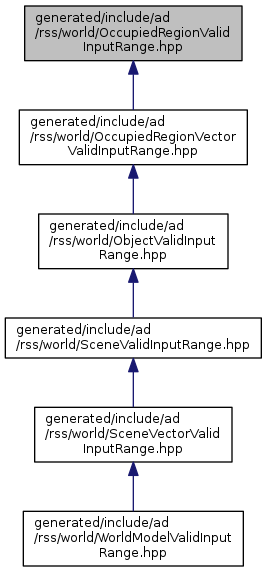 generated/include/ad
/rss/world/OccupiedRegionValid
InputRange.hpp
generated/include/ad
/rss/world/OccupiedRegionVector
ValidInputRange.hpp
generated/include/ad
/rss/world/ObjectValidInput
Range.hpp
generated/include/ad
/rss/world/SceneValidInputRange.hpp
generated/include/ad
/rss/world/SceneVectorValid
InputRange.hpp
generated/include/ad
/rss/world/WorldModelValidInput
Range.hpp